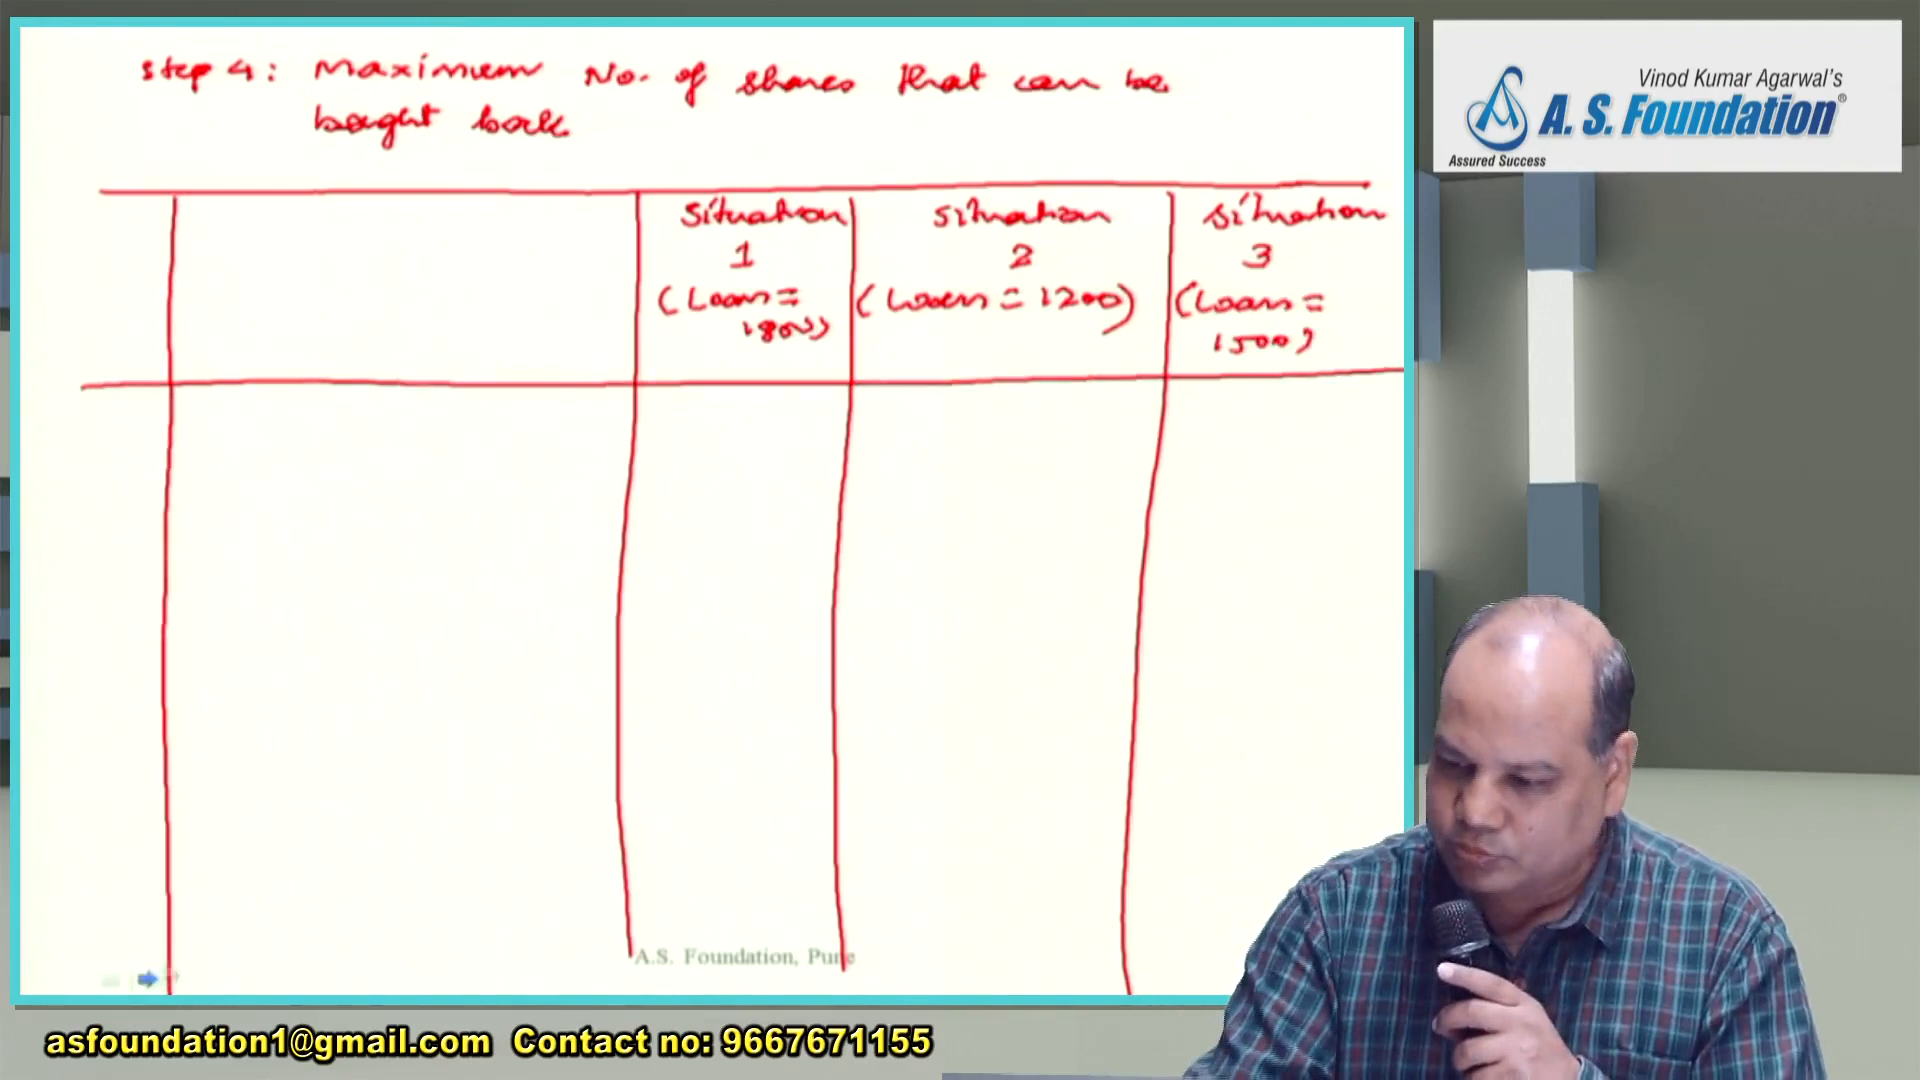 Step 4: Maximum No. of shares that can be
bought back
Situation
1
(Loan =
1800)
Situation
2
(Loan = 1200)
Situation
3
(Loan =
1500)
A.S. Foundation, Pune
Vinod Kumar Agarwal's
A. S. Foundation®
Assured Success
asfoundation1@gmail.com Contact no: 9667671155